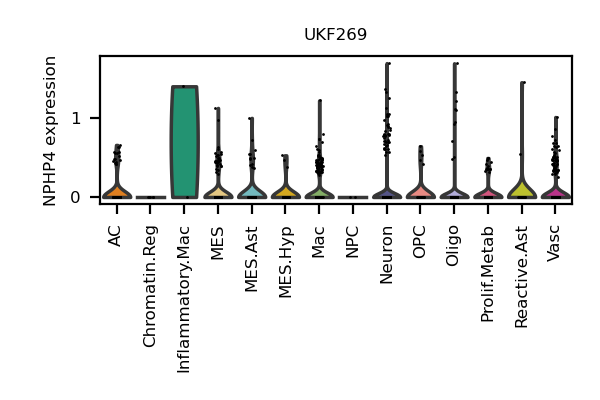 UKF269
NPHP4 expression
1
0
AC
Chromatin.Reg
Inflammatory.Mac
MES
MES.Ast
MES.Hyp
Mac
NPC
Neuron
OPC
Oligo
Prolif.Metab
Reactive.Ast
Vasc